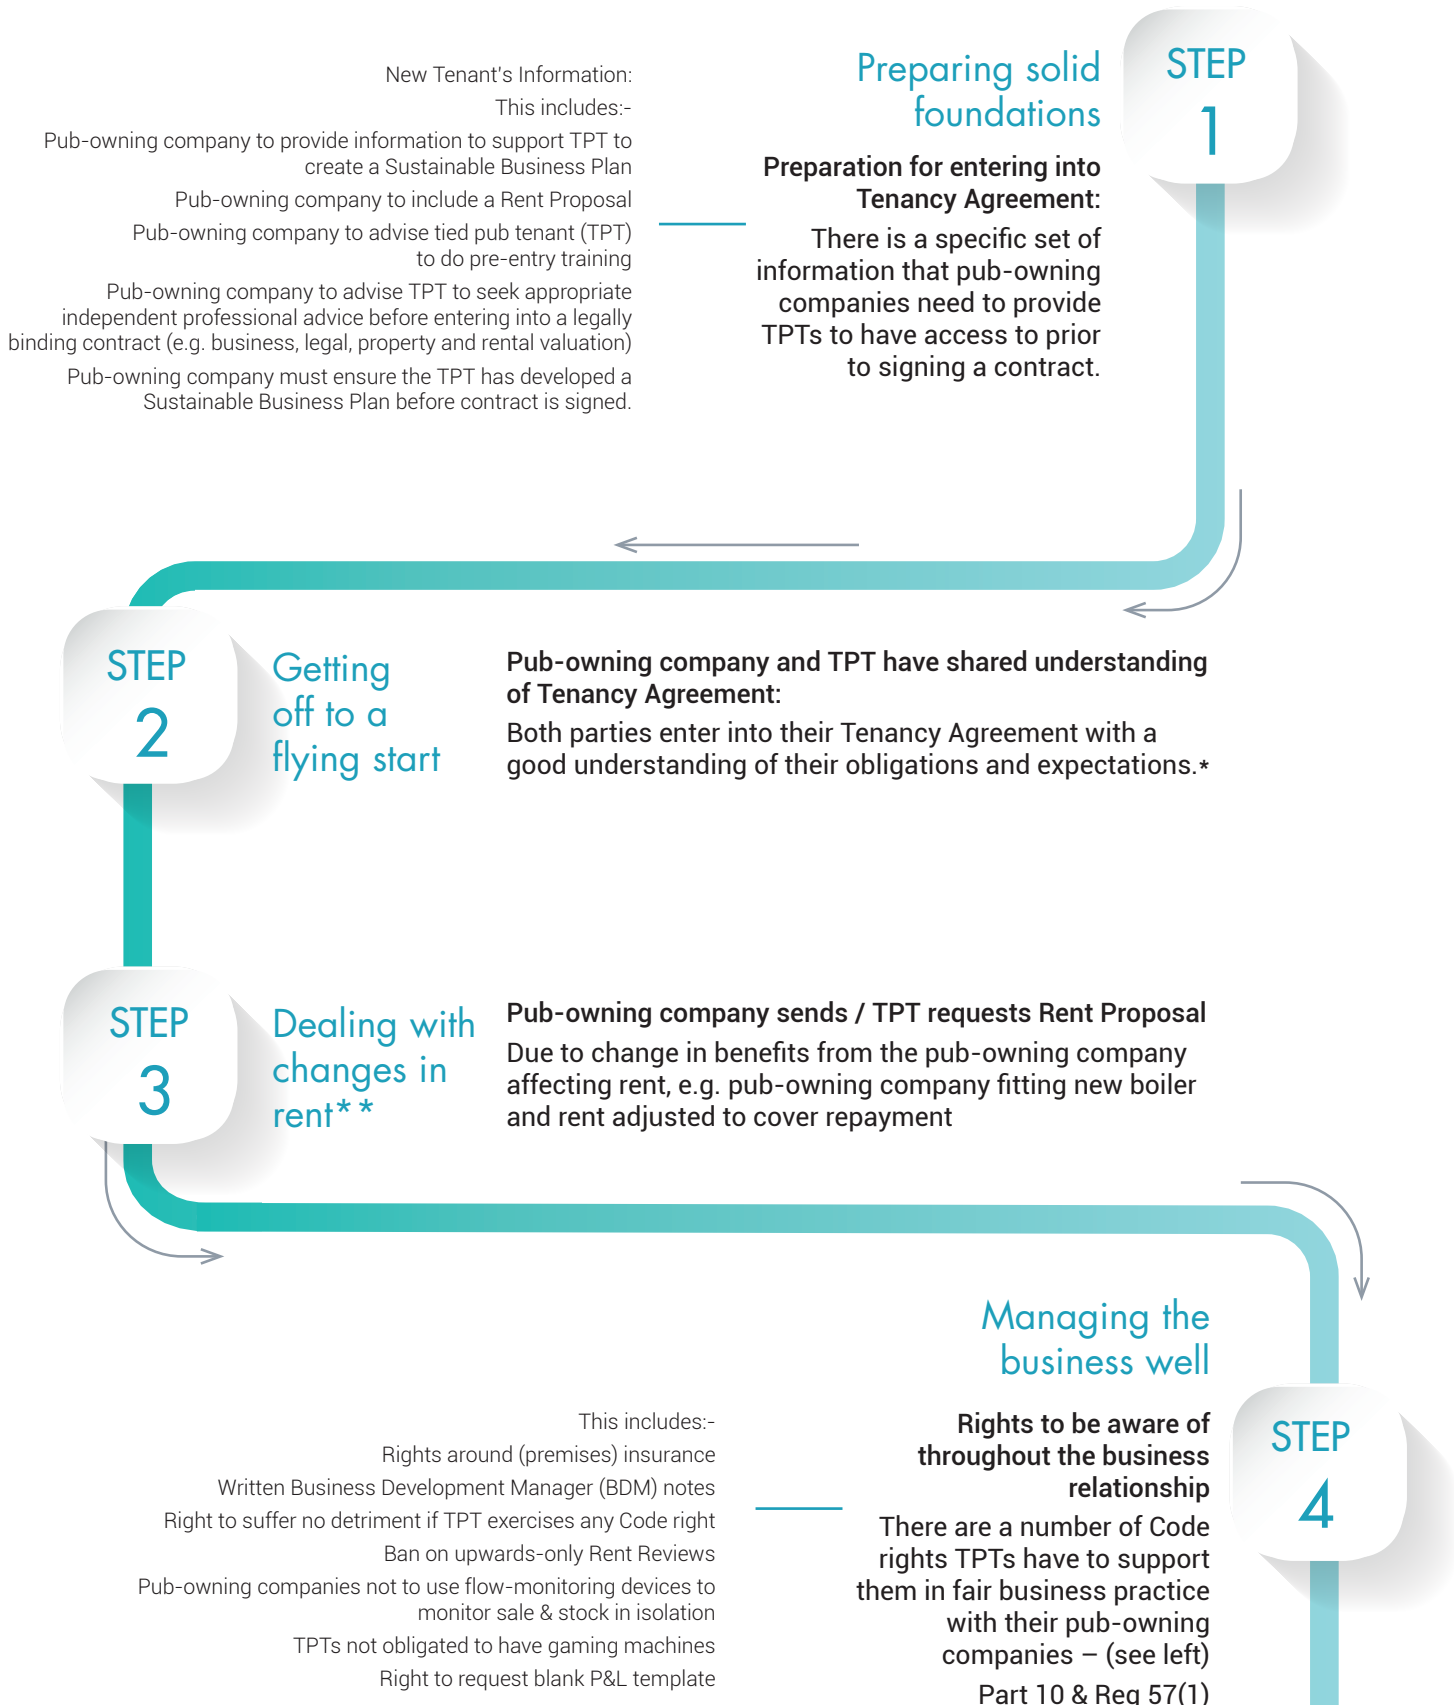 STEP
1
Preparing solid
foundations
Preparation for entering into
Tenancy Agreement:
There is a specific set of
information that pub-owning
companies need to provide
TPTs to have access to prior
to signing a contract.
New Tenant's Information:
This includes:-
Pub-owning company to provide information to support TPT to
create a Sustainable Business Plan
Pub-owning company to include a Rent Proposal
Pub-owning company to advise tied pub tenant (TPT)
to do pre-entry training
Pub-owning company to advise TPT to seek appropriate
independent professional advice before entering into a legally
binding contract (e.g. business, legal, property and rental valuation)
Pub-owning company must ensure the TPT has developed a
Sustainable Business Plan before contract is signed.
STEP
2
Getting
off to a
flying start
Pub-owning company and TPT have shared understanding
of Tenancy Agreement:
Both parties enter into their Tenancy Agreement with a
good understanding of their obligations and expectations.*
STEP
3
Dealing with
changes in
rent**
Pub-owning company sends / TPT requests Rent Proposal
Due to change in benefits from the pub-owning company
affecting rent, e.g. pub-owning company fitting new boiler
and rent adjusted to cover repayment
STEP
4
Managing the
business well
Rights to be aware of
throughout the business
relationship
There are a number of Code
rights TPTs have to support
them in fair business practice
with their pub-owning
companies – (see left)
Part 10 & Reg 57(1)
This includes:-
Rights around (premises) insurance
Written Business Development Manager (BDM) notes
Right to suffer no detriment if TPT exercises any Code right
Ban on upwards-only Rent Reviews
Pub-owning companies not to use flow-monitoring devices to
monitor sale & stock in isolation
TPTs not obligated to have gaming machines
Right to request blank P&L template